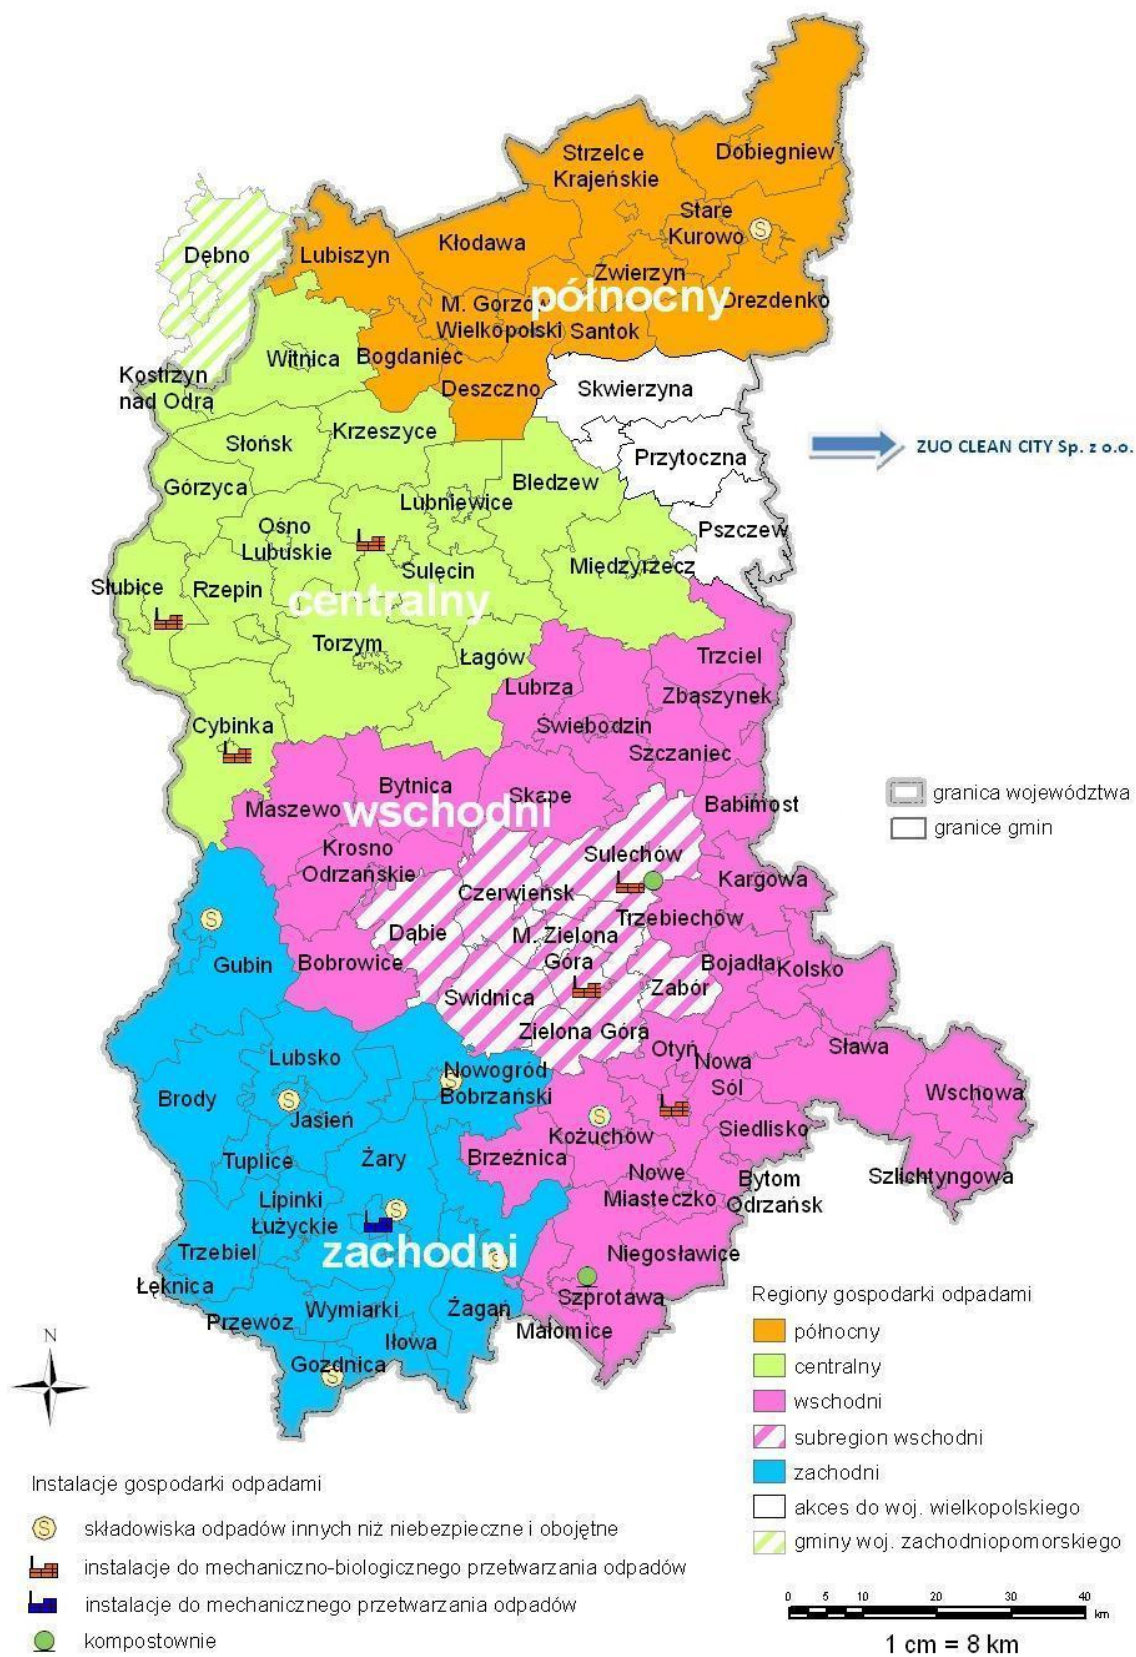 Dobiegniew
Strzelce
Krajeńskie
Stare
Kurowo
Dębno
Lubiszyn
Kłodawa
Zwierzyn
północny
Drezdenko
M. Gorzów
Wielkopolski
Santok
Witnica
Bogdaniec
Deszczno
Skwierzyna
Kostrzyn
nad Odrą
Krzeszyce
Słońsk
Przytoczna
ZUO CLEAN CITY Sp. z o.o.
Górzyca
Bledzew
Lubniewice
Ośno
Lubuskie
Pszczew
Sulęcin
Międzyrzecz
Słubice
Rzepin
centralny
Torzym
Łagów
Trzciel
Lubrza
Zbąszynek
Cybinka
Świebodzin
Szczaniec
Bytnica
Skąpe
Maszewo
wschodni
Babimost
granica województwa
granice gmin
Krosno
Odrzańskie
Sulechów
S
Czerwieńsk
Kargowa
Trzebiechów
Dąbie
M. Zielona
Góra
Gubin
Bobrowice
Bojadła
Kolsko
Świdnica
Zabór
Zielona Góra
Otyń
Sława
Lubsko
Nowogród
Bobrzański
Nowa
Sól
Brody
Wschowa
Jasień
Kożuchów
Siedlisko
Tuplice
Żary
Brzeźnica
Nowe
Miasteczko
Bytom
Odrzańsk
Szlichtyngowa
Lipinki
Łużyckie
zachodni
Trzebiel
Niegosławice
Łęknica
Przewóz
Wymiarki
Żagań
Szprotawa
Małomice
Iłowa
Gozdnica
N
Regiony gospodarki odpadami
północny
centralny
wschodni
subregion wschodni
zachodni
akces do woj. wielkopolskiego
gminy woj. zachodniopomorskiego
Instalacje gospodarki odpadami
S składowiska odpadów innych niż niebezpieczne i obojętne
instalacje do mechaniczno-biologicznego przetwarzania odpadów
instalacje do mechanicznego przetwarzania odpadów
kompostownie
0 5 10 20 30 40
km
1 cm = 8 km